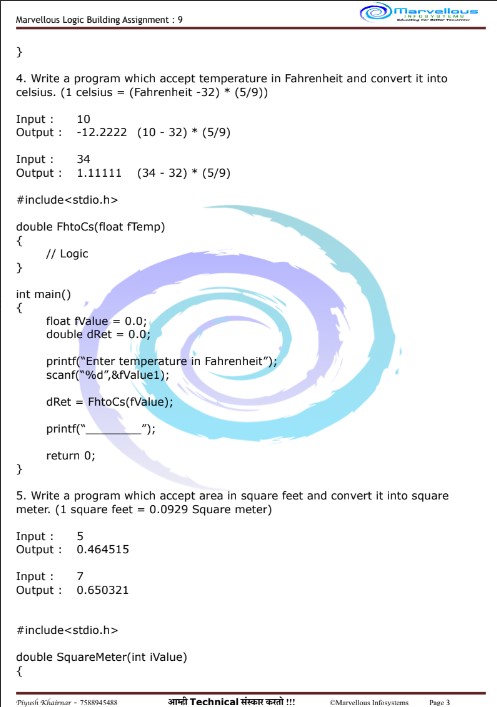 Marvellous Logic Building Assignment : 9
Marvellous
INFOSYSTEMS
Educating for Better Tomorrow
}
4. Write a program which accept temperature in Fahrenheit and convert it into
celsius. (1 celsius = (Fahrenheit -32) * (5/9))
Input : 10
Output : -12.2222 (10 - 32) * (5/9)
Input : 34
Output : 1.11111 (34 - 32) * (5/9)
#include<stdio.h>
double FhtoCs(float fTemp)
{
// Logic
}
int main()
{
float fValue = 0.0;
double dRet = 0.0;
printf(“Enter temperature in Fahrenheit”);
scanf(“%d”,&fValue1);
dRet = FhtoCs(fValue);
printf(“_________”);
return 0;
}
5. Write a program which accept area in square feet and convert it into square
meter. (1 square feet = 0.0929 Square meter)
Input : 5
Output : 0.464515
Input : 7
Output : 0.650321
#include<stdio.h>
double SquareMeter(int iValue)
{
Piyush Khairnar - 7588945488 आम्ही Technical संस्कार करतो !!! ©Marvellous Infosystems Page 3